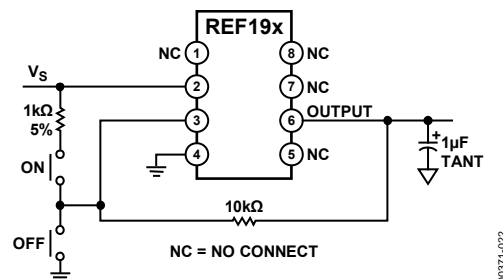 REF19x
NC 1
8 NC
VS
2
7 NC
1kΩ
5%
3
6
OUTPUT
+
1µF
TANT
4
5 NC
ON
10kΩ
OFF
NC = NO CONNECT
00371-022